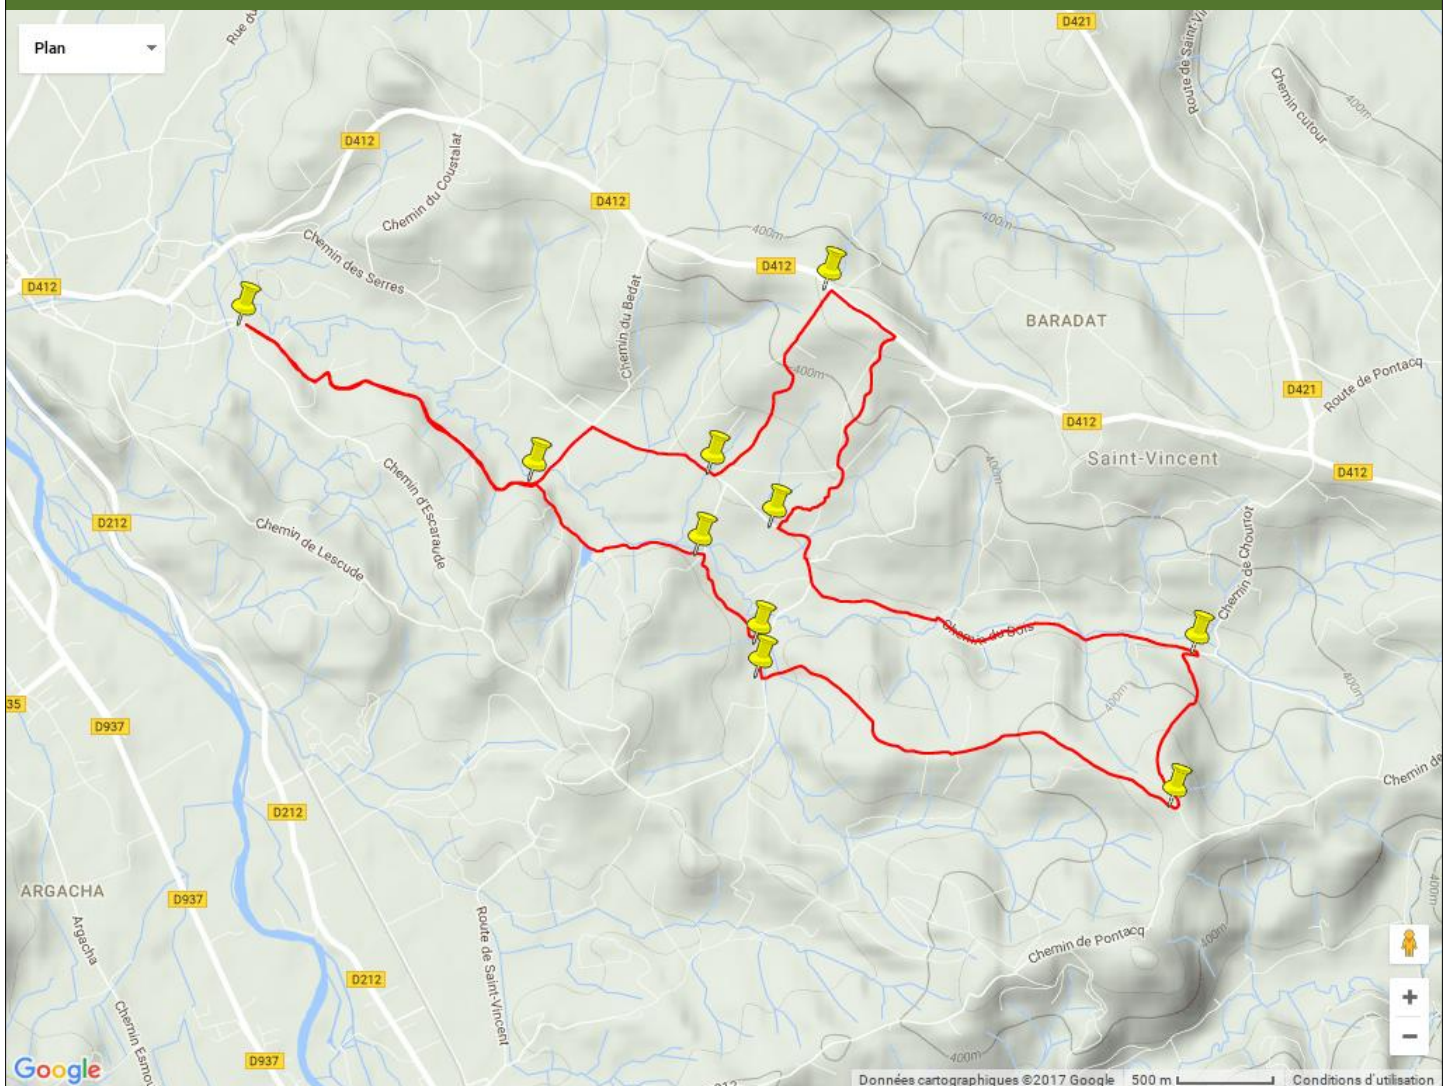 D421
Plan
Rue du
Route de Saint-Vi
Chemin cutour
400m
D412
Chemin du Coustalat
D412
400m
400m
Chemin des Serres
D412
D412
Chemin du Bedat
BARADAT
400m
D421
Route de Pontacq
D412
Saint-Vincent
D412
400m
Chemin d'Escaraude
D212
Chemin de Lescude
Chemin de Chourrot
Chemin du Bois
400m
400m
35
D937
Chemin de
D212
ARGACHA
D937
400m
Argacha
Route de Saint-Vincent
Chemin de Pontacq
400m
D212
Chemin Esmou
D937
400m
Google
212
Données cartographiques ©2017 Google
500 m
Conditions d'utilisation